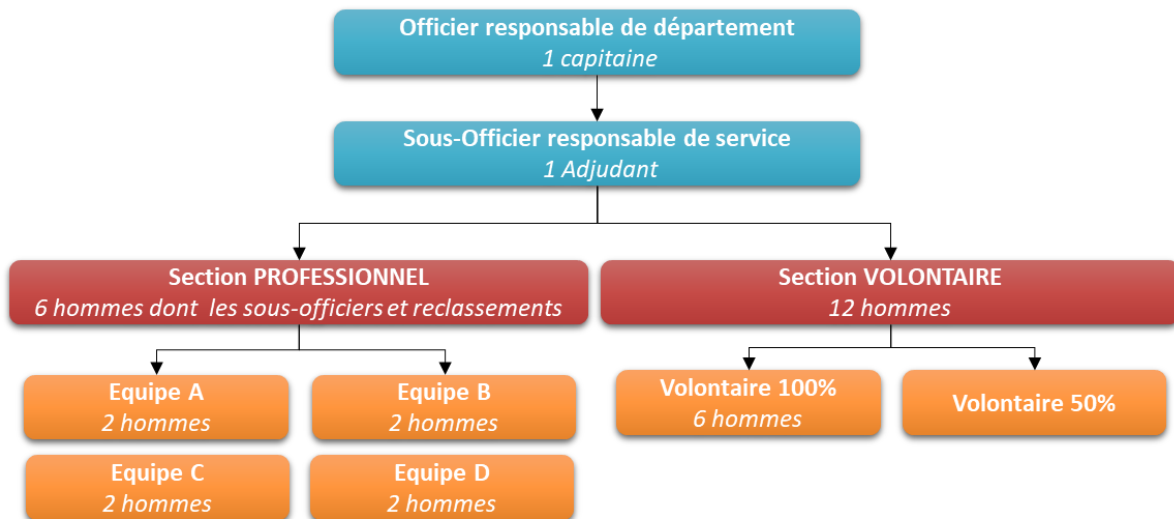 Officier responsable de département
1 capitaine
Sous-Officier responsable de service
1 Adjudant
Section PROFESSIONNEL
6 hommes dont les sous-officiers et reclassements
Section VOLONTAIRE
12 hommes
Equipe A
2 hommes
Equipe B
2 hommes
Volontaire 100%
6 hommes
Volontaire 50%
Equipe C
2 hommes
Equipe D
2 hommes